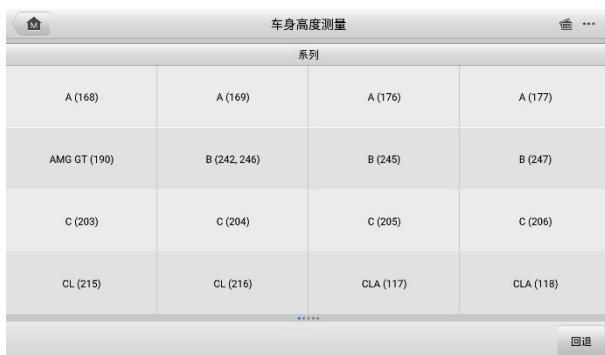 车身高度测量
系列
A (168) A (169) A (176) A (177)
AMG GT (190) B (242, 246) B (245) B (247)
C (203) C (204) C (205) C (206)
CL (215) CL (216) CLA (117) CLA (118)
回退